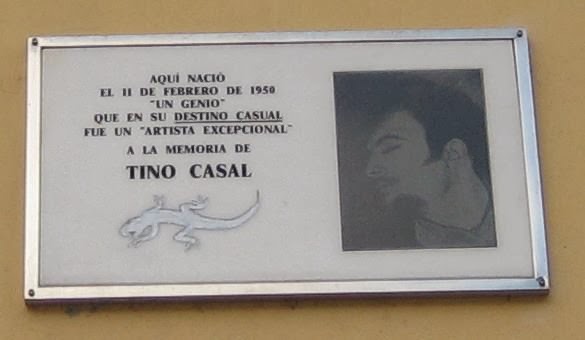 AQUÍ NACIÓ
EL 11 DE FEBRERO DE 1950
"UN GENIO"
QUE EN SU DESTINO CASUAL
FUE UN "ARTISTA EXCEPCIONAL"
A LA MEMORIA DE
TINO CASAL